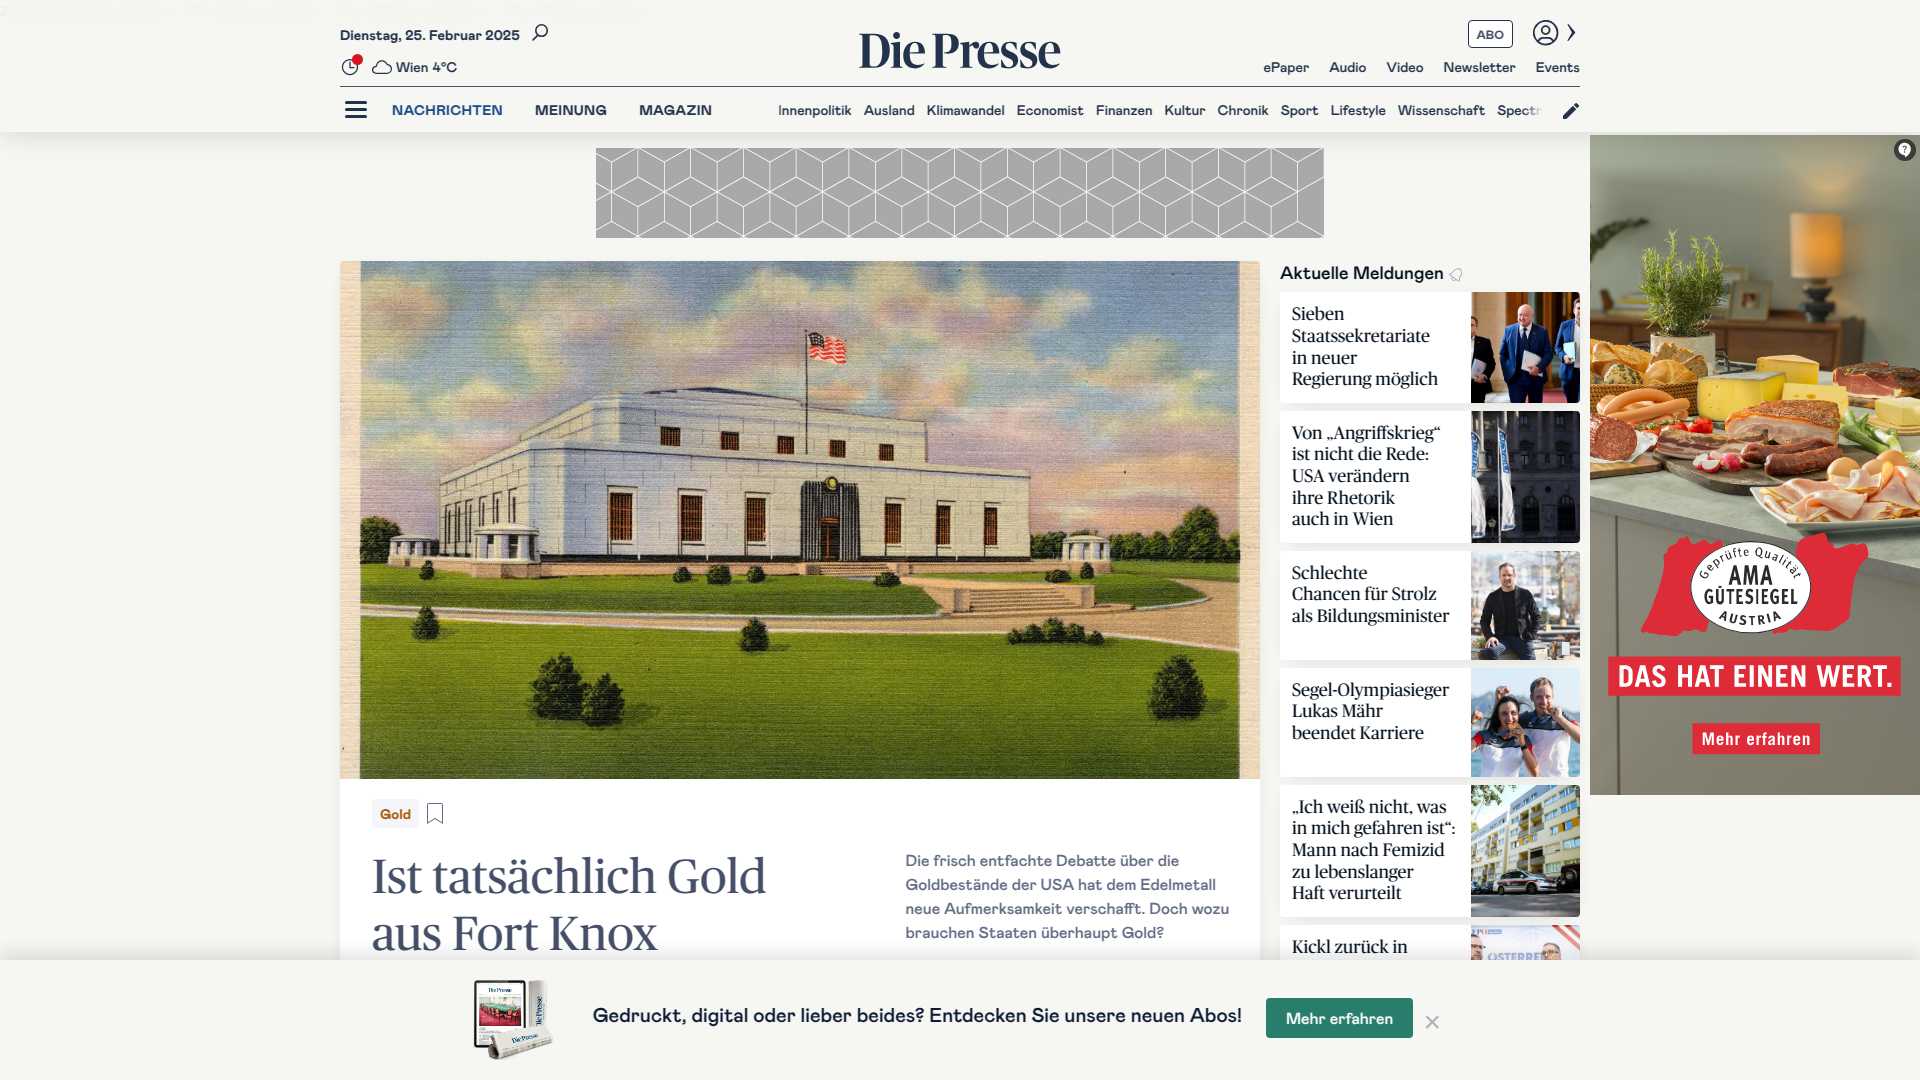 Dienstag, 25. Februar 2025
Wien 4°C
Die Presse
ABO
ePaper Audio Video Newsletter Events
NACHRICHTEN MEINUNG MAGAZIN
Innenpolitik Ausland Klimawandel Economist Finanzen Kultur Chronik Sport Lifestyle Wissenschaft Spectr
Gold
Ist tatsächlich Gold
aus Fort Knox
Die frisch entfachte Debatte über die
Goldbestände der USA hat dem Edelmetall
neue Aufmerksamkeit verschafft. Doch wozu
brauchen Staaten überhaupt Gold?
Aktuelle Meldungen
Sieben
Staatssekretariate
in neuer
Regierung möglich
Von „Angriffskrieg“
ist nicht die Rede:
USA verändern
ihre Rhetorik
auch in Wien
Schlechte
Chancen für Strolz
als Bildungsminister
Segel-Olympiasieger
Lukas Mähr
beendet Karriere
„Ich weiß nicht, was
in mich gefahren ist“:
Mann nach Femizid
zu lebenslanger
Haft verurteilt
Kickl zurück in
Geprüfte Qualität
AMA
GÜTESIEGEL
AUSTRIA
DAS HAT EINEN WERT.
Mehr erfahren
Die Presse
Die Presse
Die Presse
Gedruckt, digital oder lieber beides? Entdecken Sie unsere neuen Abos!
Mehr erfahren